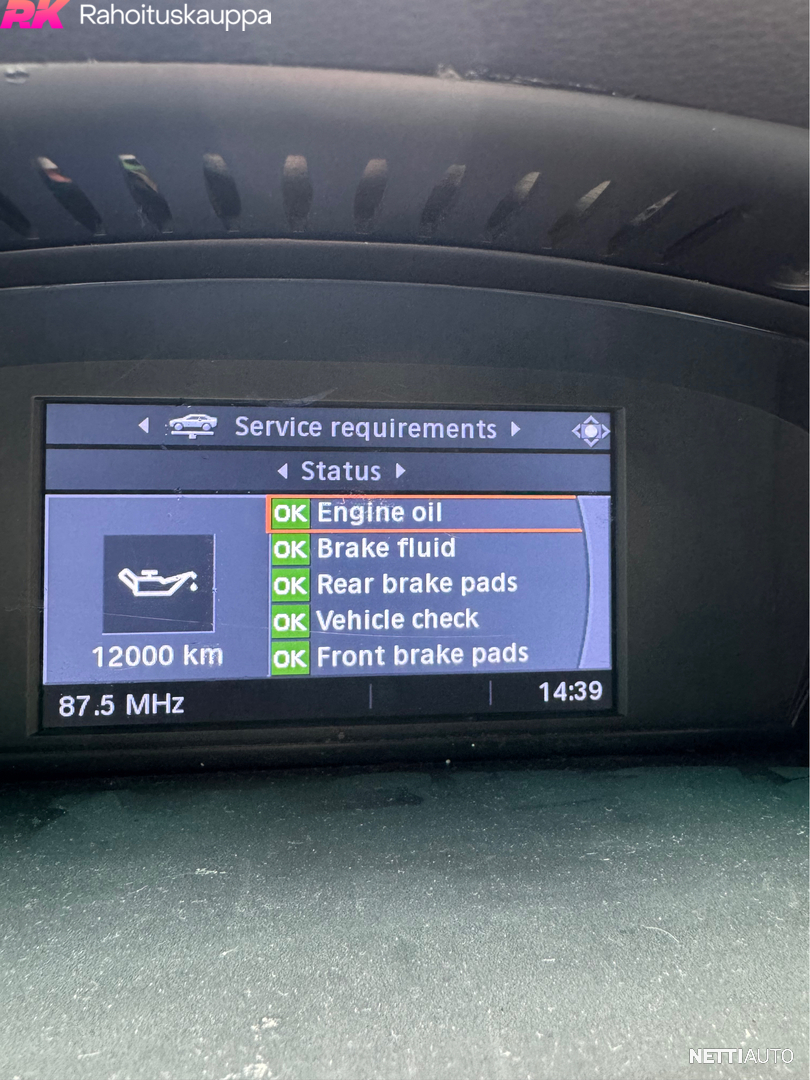 RK Rahoituskauppa
Service requirements
Status
OK Engine oil
OK Brake fluid
OK Rear brake pads
OK Vehicle check
OK Front brake pads
12000 km
87.5 MHz
14:39
NETTIAUTO